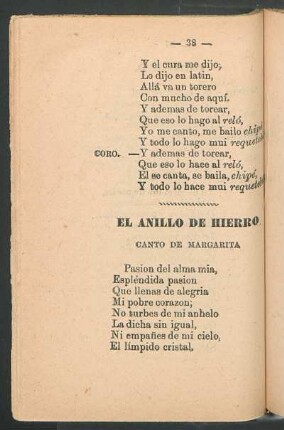 — 38 —
Y el cura me dijo,
Lo dijo en latin,
Allá va un torero
Con mucho de aquí.
Y ademas de torear,
Que eso lo hago al reló,
Yo me canto, me bailo chipé,
Y todo lo hago mui
CORO. —Y ademas de torear,
Que eso lo hace al reló,
El se canta, se baila, chipé,
Y todo lo hace mui
EL ANILLO DE HIERRO
CANTO DE MARGARITA
Pasion del alma mia,
Espléndida pasion
Que llenas de alegria
Mi pobre corazon;
No turbes de mi anhelo
La dicha sin igual,
Ni empañes de mi cielo,
El límpido cristal.